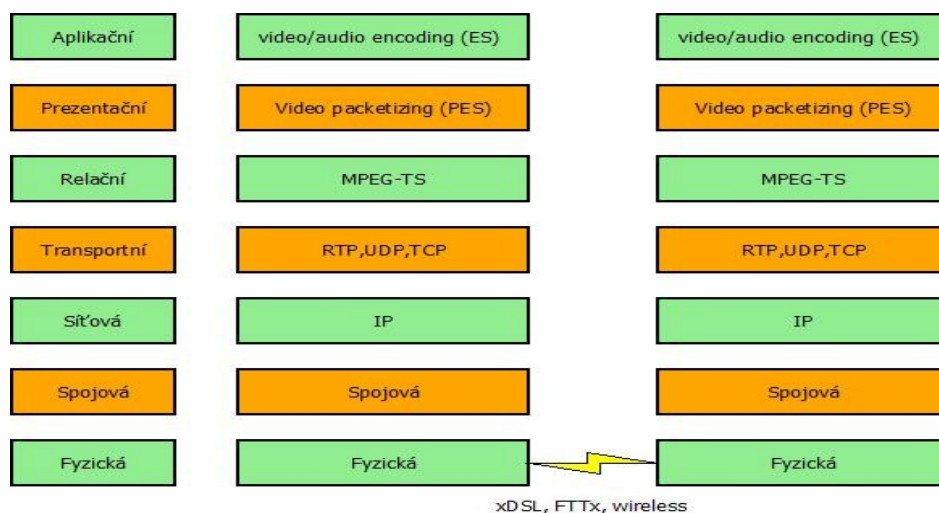 Aplikační video/audio encoding (ES) video/audio encoding (ES)
Prezentační Video packetizing (PES) Video packetizing (PES)
Relační MPEG-TS MPEG-TS
Transportní RTP,UDP,TCP RTP,UDP,TCP
Síťová IP IP
Spojová Spojová Spojová
Fyzická Fyzická Fyzická
xDSL, FTTx, wireless